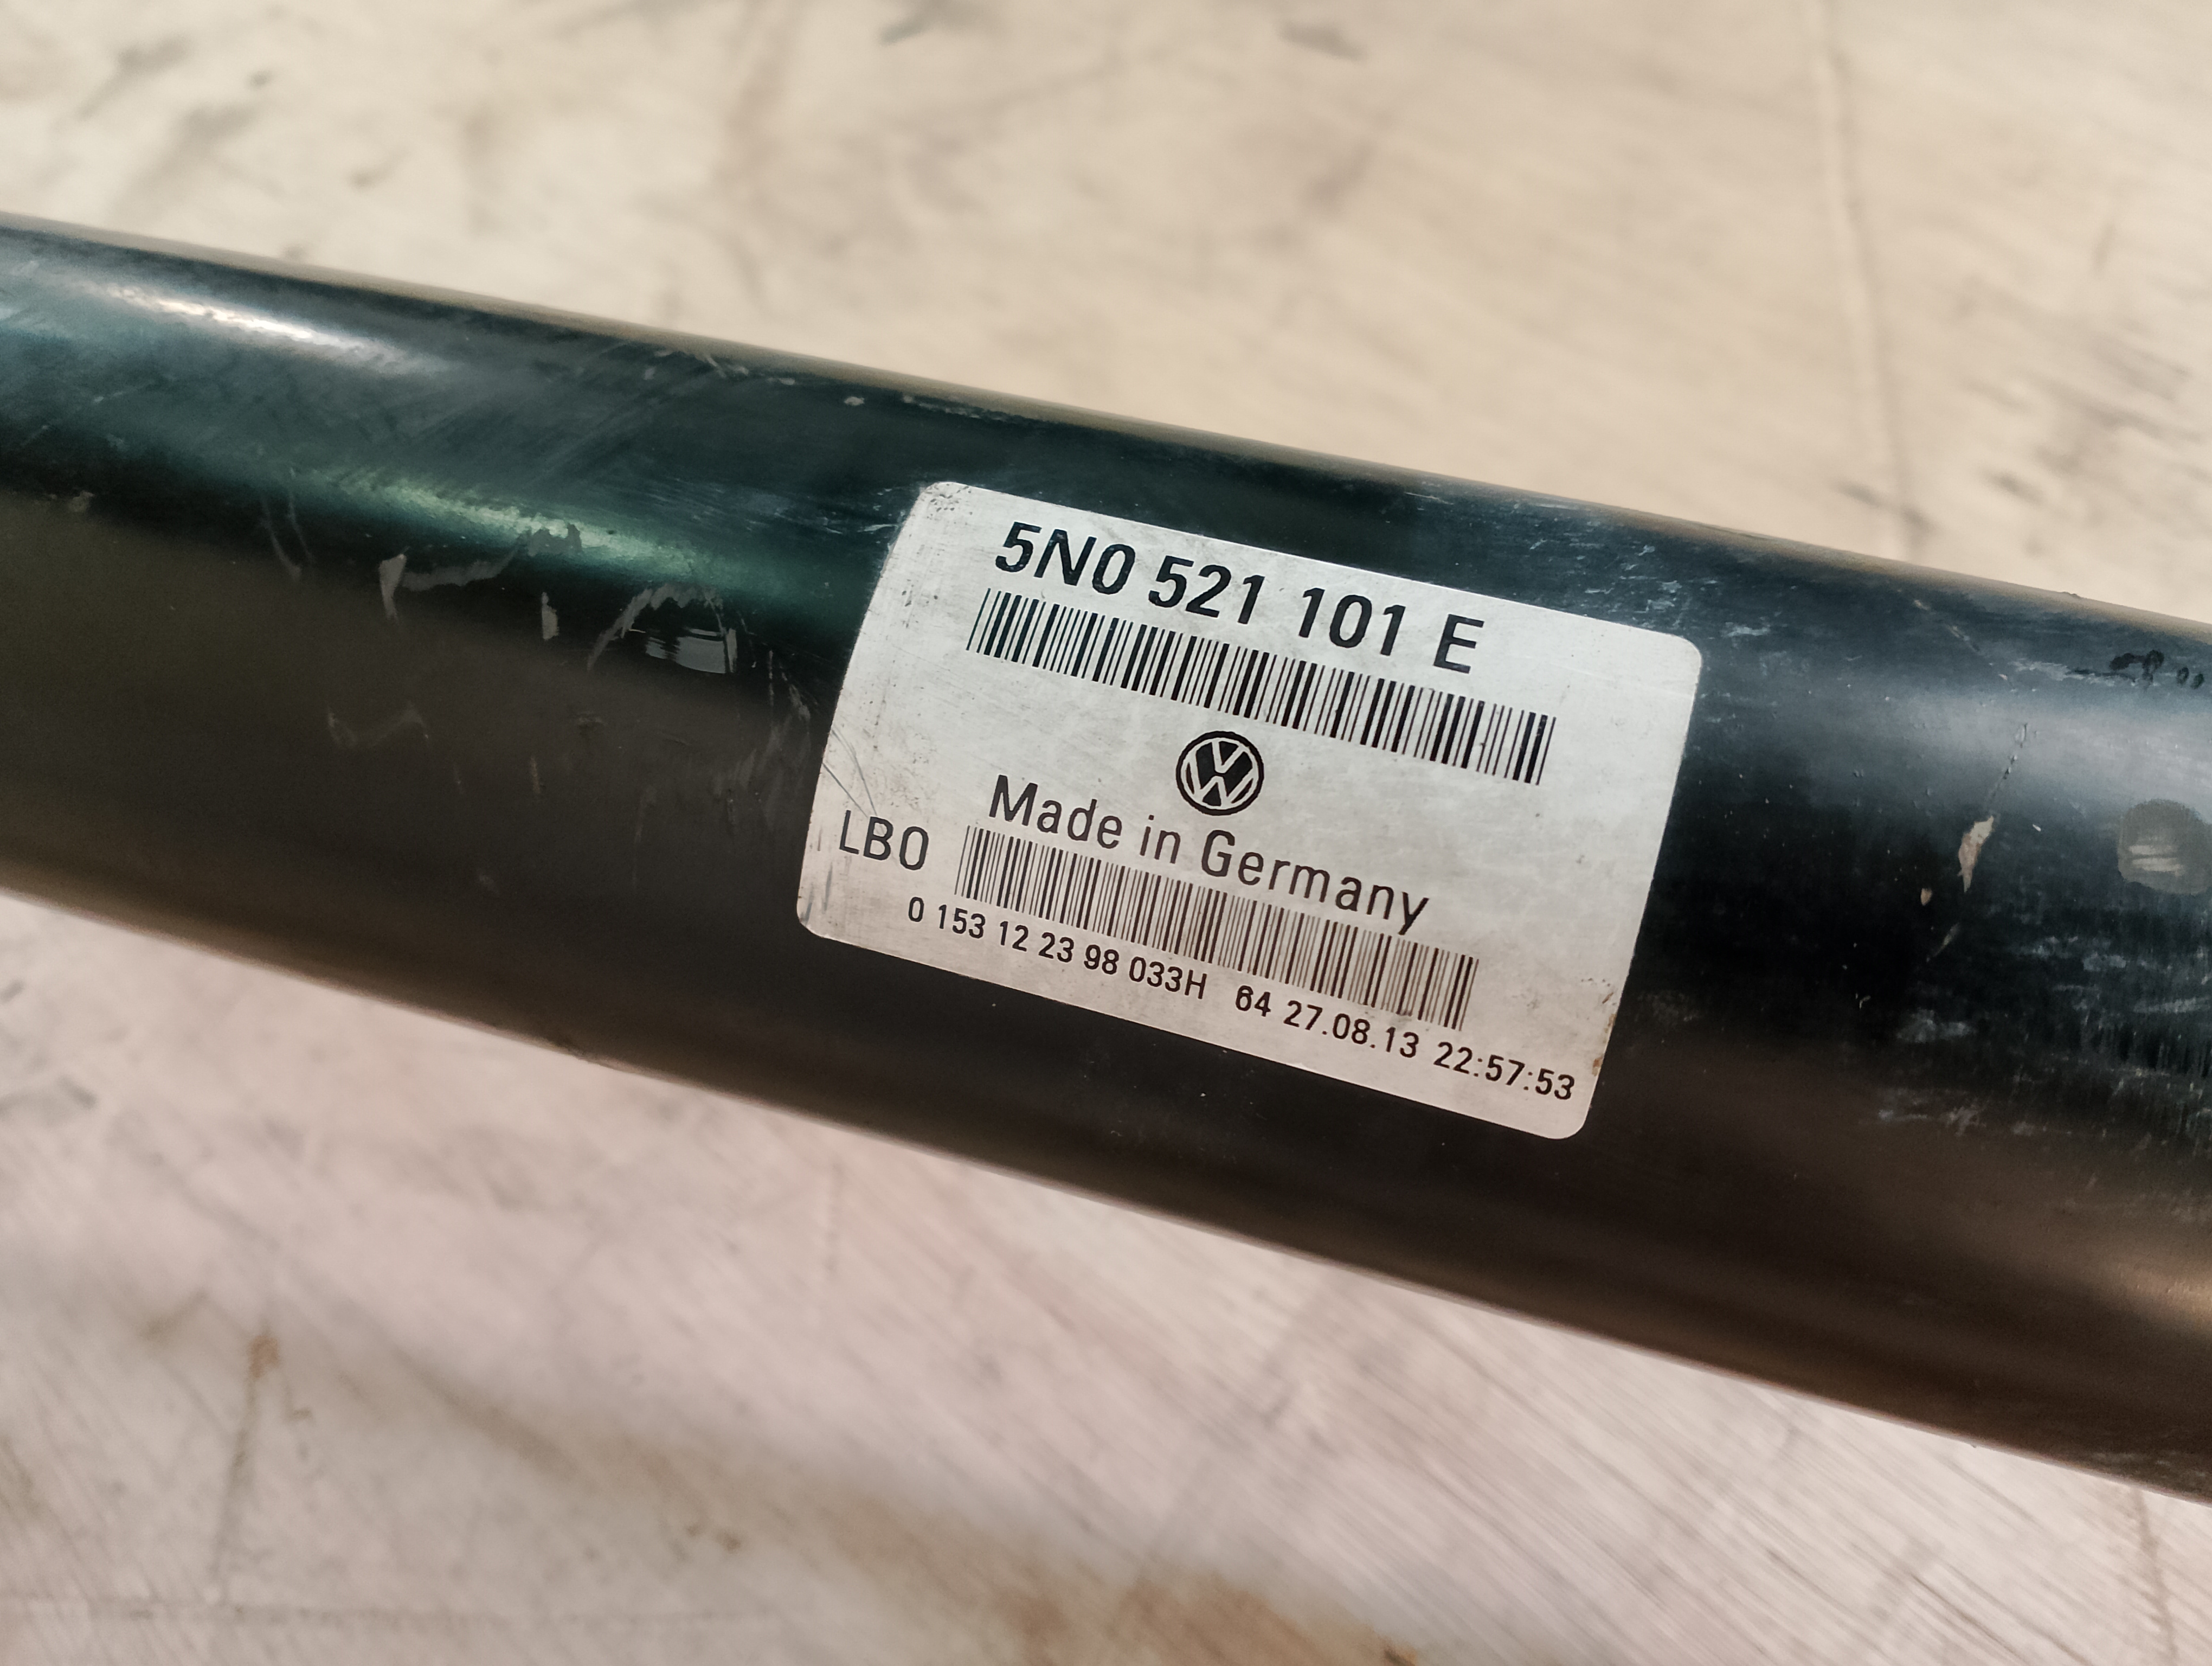 5N0 521 101 E
Made in Germany
LB0
0 153 12 23 98 033H 64 27.08.13 22:57:53